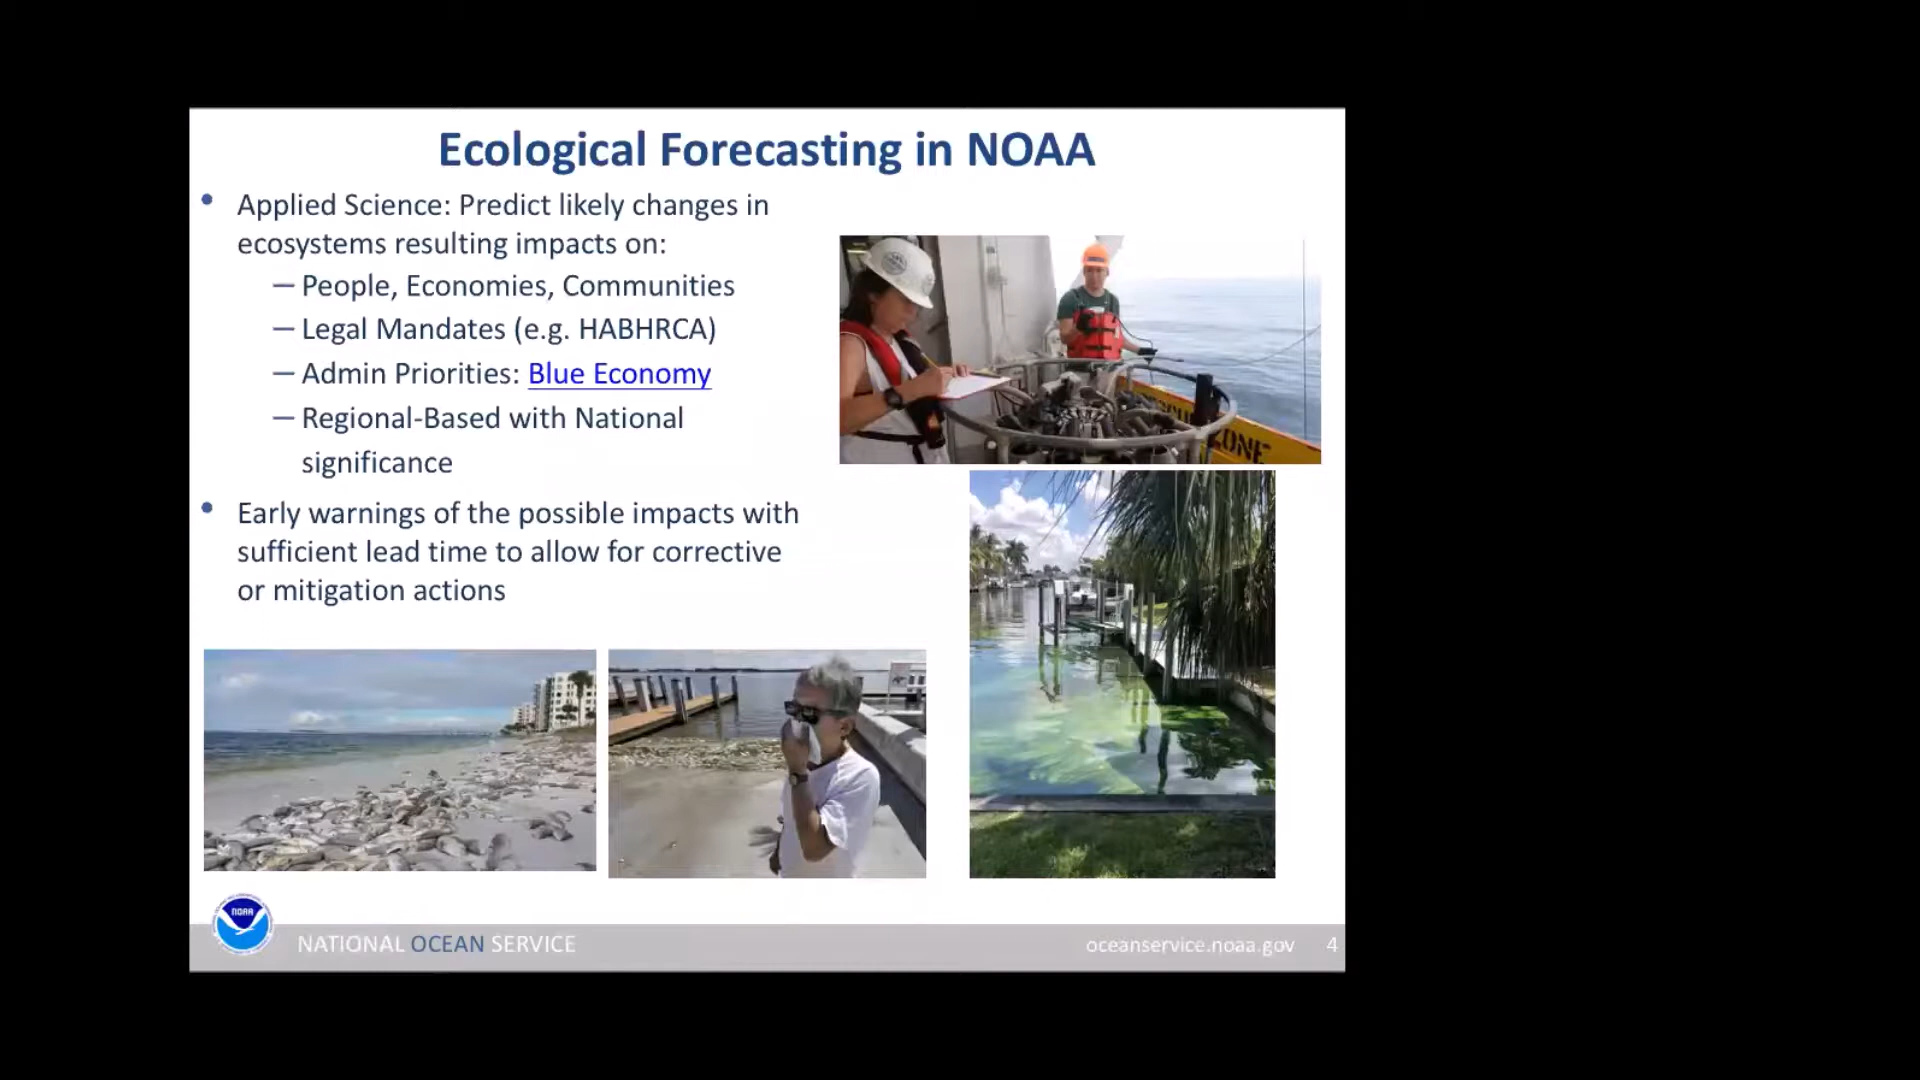 Ecological Forecasting in NOAA
• Applied Science: Predict likely changes in
ecosystems resulting impacts on:
— People, Economies, Communities
— Legal Mandates (e.g. HABHRCA)
— Admin Priorities: Blue Economy
— Regional-Based with National
significance
• Early warnings of the possible impacts with
sufficient lead time to allow for corrective
or mitigation actions
ZONE
NOAA
NATIONAL OCEAN SERVICE
oceanservice.noaa.gov 4